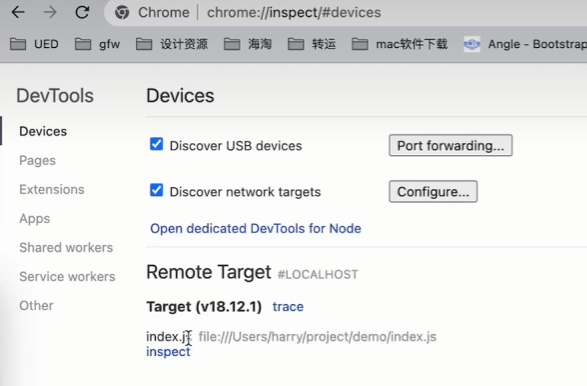 Chrome chrome://inspect/#devices
UED gfw 设计资源 海淘 转运 mac软件下载 Angle - Bootstrap
DevTools
Devices
Pages
Extensions
Apps
Shared workers
Service workers
Other
Devices
Discover USB devices Port forwarding...
Discover network targets Configure...
Open dedicated DevTools for Node
Remote Target #LOCALHOST
Target (v18.12.1) trace
index.js file:///Users/harry/project/demo/index.js
inspect